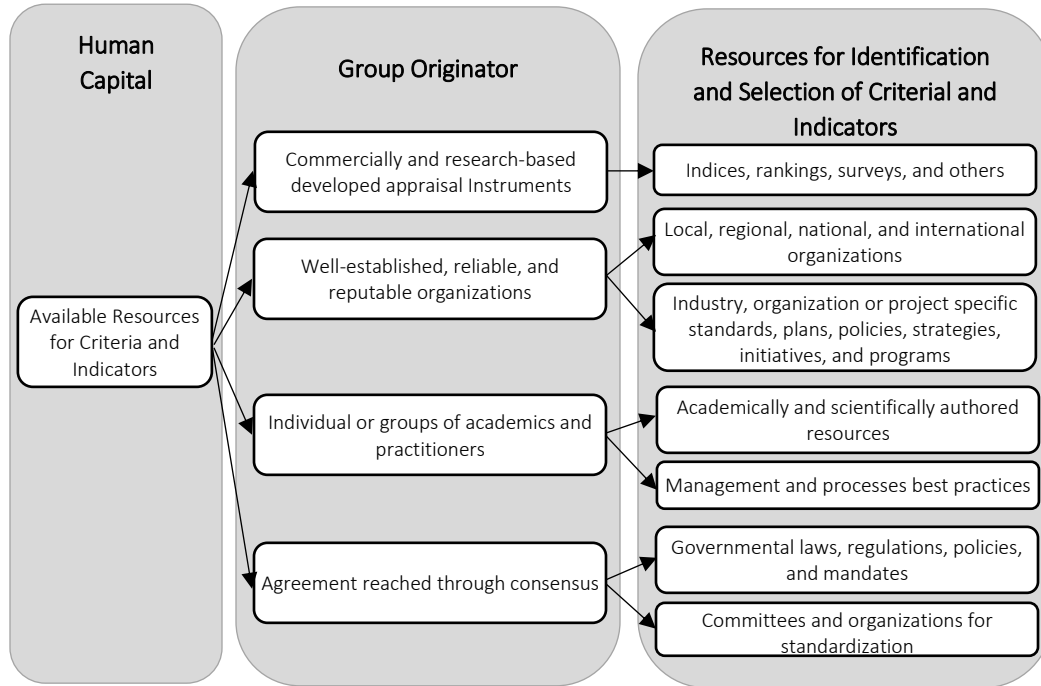 Human
Capital
Group Originator
Resources for Identification
and Selection of Criterial and
Indicators
Available Resources
for Criteria and
Indicators
Commercially and research-based
developed appraisal Instruments
Well-established, reliable, and
reputable organizations
Individual or groups of academics and
practitioners
Agreement reached through consensus
Indices, rankings, surveys, and others
Local, regional, national, and international
organizations
Industry, organization or project specific
standards, plans, policies, strategies,
initiatives, and programs
Academically and scientifically authored
resources
Management and processes best practices
Governmental laws, regulations, policies,
and mandates
Committees and organizations for
standardization